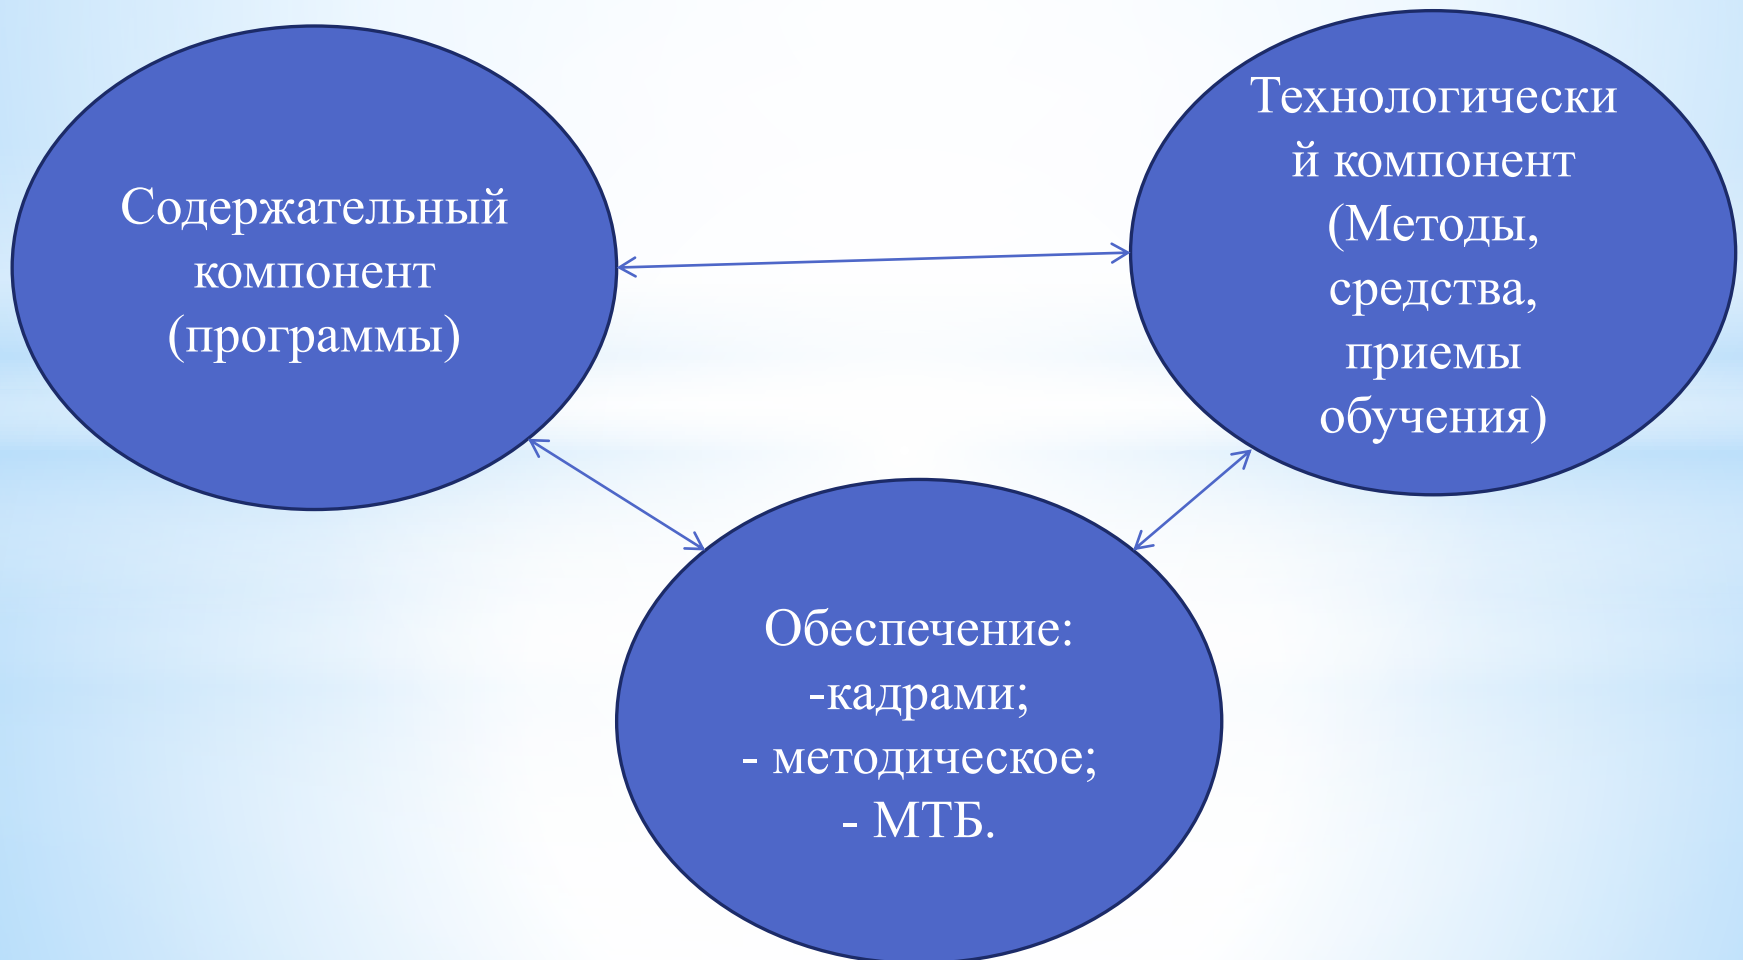 Содержательный
компонент
(программы)
Технологически
й компонент
(Методы,
средства,
приемы
обучения)
Обеспечение:
-кадрами;
- методическое;
- МТБ.